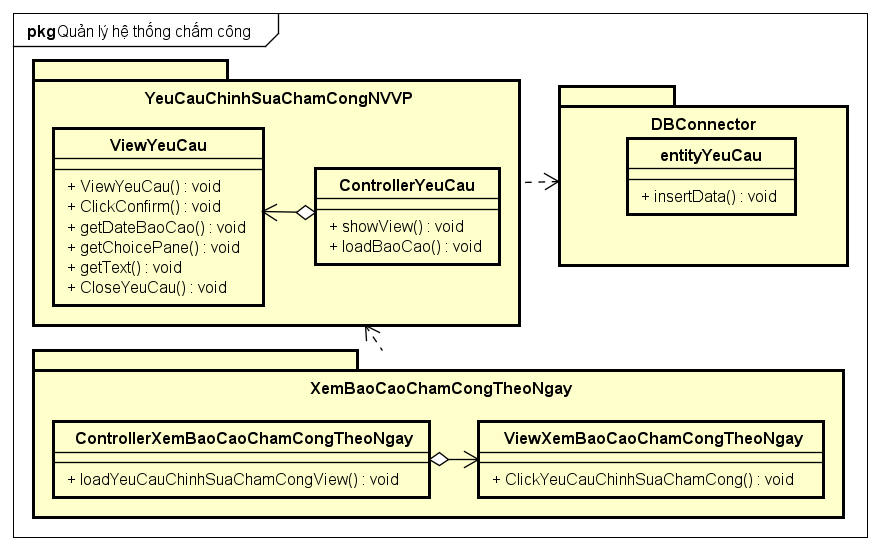 pkg Quản lý hệ thống chấm công
YeuCauChinhSuaChamCongNVVP
ViewYeuCau
+ ViewYeuCau() : void
+ ClickConfirm() : void
+ getDateBaoCao() : void
+ getChoicePane() : void
+ getText() : void
+ CloseYeuCau() : void
ControllerYeuCau
+ showView() : void
+ loadBaoCao() : void
DBConnector
entityYeuCau
+ insertData() : void
XemBaoCaoChamCongTheoNgay
ControllerXemBaoCaoChamCongTheoNgay
+ loadYeuCauChinhSuaChamCongView() : void
ViewXemBaoCaoChamCongTheoNgay
+ ClickYeuCauChinhSuaChamCong() : void